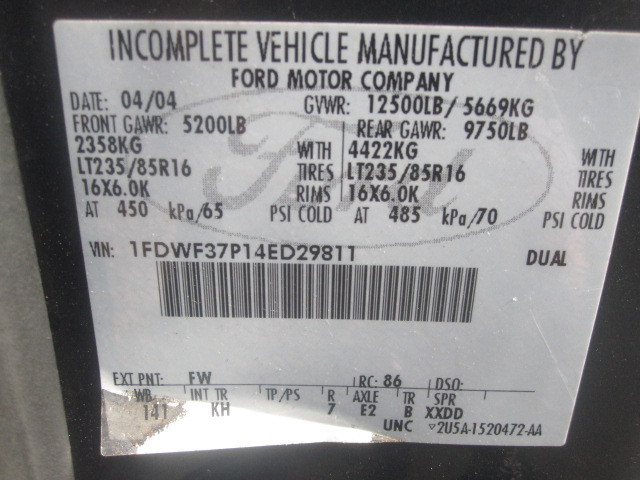 INCOMPLETE VEHICLE MANUFACTURED BY
FORD MOTOR COMPANY
DATE: 04/04 GVWR: 12500LB / 5669KG
FRONT GAWR: 5200LB REAR GAWR: 9750LB
2358KG WITH 4422KG WITH
LT235/85R16 TIRES LT235/85R16 TIRES
16X6.0K RIMS 16X6.0K RIMS
AT 450 kPa/65 PSI COLD AT 485 kPa/70 PSI COLD
VIN: 1FDWF37P14ED29811 DUAL
Ford
EXT PNT: FW RC: 86 DSO:
WB INT TR TP/PS R AXLE TR SPR
141 KH 7 E2 B XXDD
UNC ▽2U5A-1520472-AA